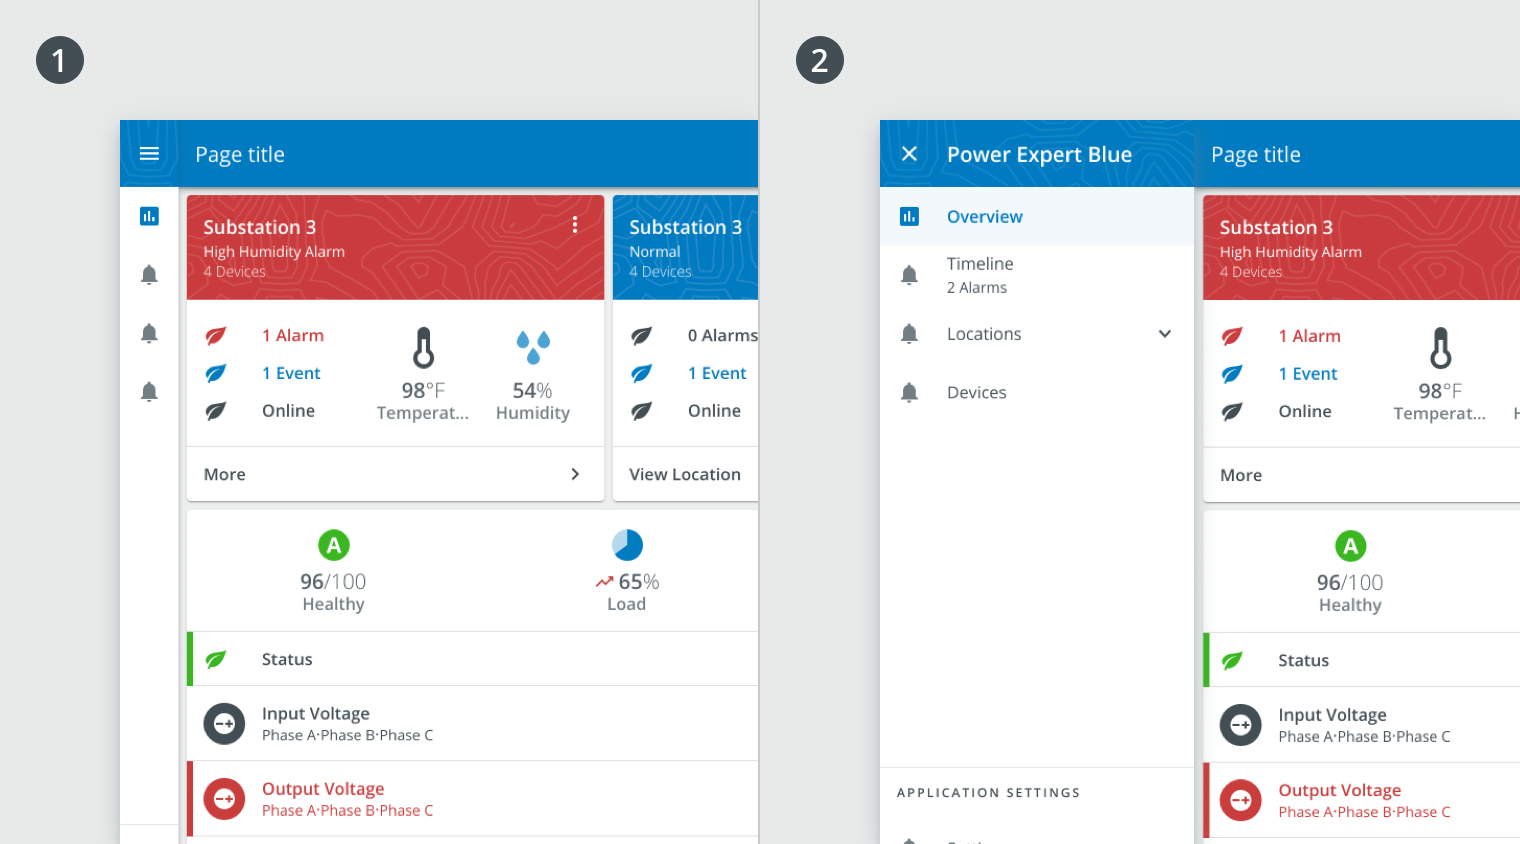 1
Page title
Substation 3
High Humidity Alarm
4 Devices
Substation 3
Normal
4 Devices
1 Alarm
1 Event
Online
98°F
Temperat...
54%
Humidity
0 Alarms
1 Event
Online
More
View Location
A
96/100
Healthy
65%
Load
Status
Input Voltage
Phase A·Phase B·Phase C
Output Voltage
Phase A·Phase B·Phase C
2
Power Expert Blue
Page title
Overview
Timeline
2 Alarms
Locations
Devices
APPLICATION SETTINGS
Substation 3
High Humidity Alarm
4 Devices
1 Alarm
1 Event
Online
98°F
Temperat...
H
More
A
96/100
Healthy
Status
Input Voltage
Phase A·Phase B·Phase C
Output Voltage
Phase A·Phase B·Phase C